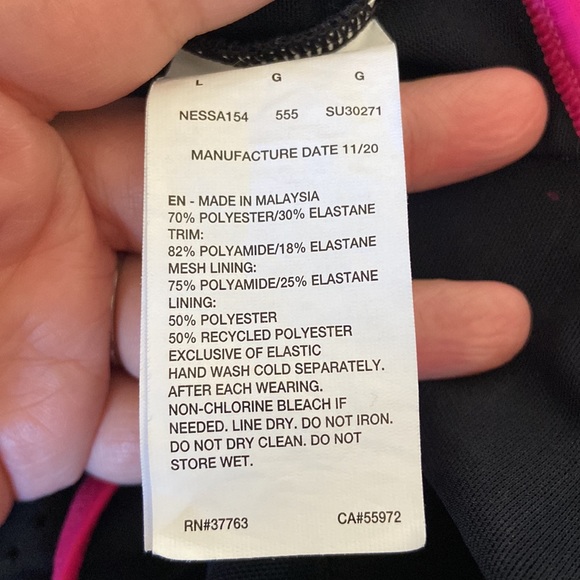 L G G
NESSA154 555 SU30271
MANUFACTURE DATE 11/20
EN - MADE IN MALAYSIA
70% POLYESTER/30% ELASTANE
TRIM:
82% POLYAMIDE/18% ELASTANE
MESH LINING:
75% POLYAMIDE/25% ELASTANE
LINING:
50% POLYESTER
50% RECYCLED POLYESTER
EXCLUSIVE OF ELASTIC
HAND WASH COLD SEPARATELY.
AFTER EACH WEARING.
NON-CHLORINE BLEACH IF
NEEDED. LINE DRY. DO NOT IRON.
DO NOT DRY CLEAN. DO NOT
STORE WET.
RN#37763 CA#55972